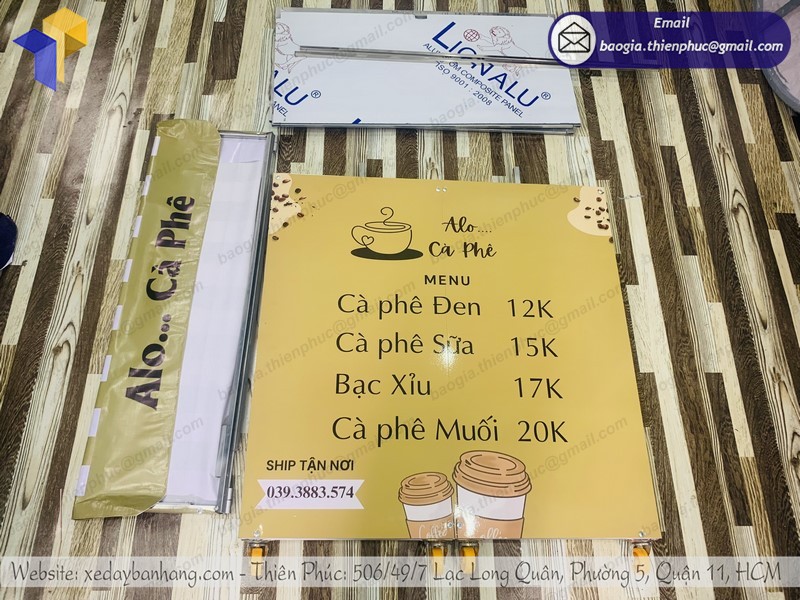 Email
baogia.thienphuc@gmail.com
LIGNALU®
ALUMINIUM COMPOSITE PANEL
ISO 9001 : 2008
Alo... Cà Phê
Alo....
Cà Phê
MENU
Cà phê Đen 12K
Cà phê Sữa 15K
Bạc Xỉu 17K
Cà phê Muối 20K
SHIP TẬN NƠI
039.3883.574
Website: xedaybanhang.com - Thiên Phúc: 506/49/7 Lạc Long Quân, Phường 5, Quận 11, HCM